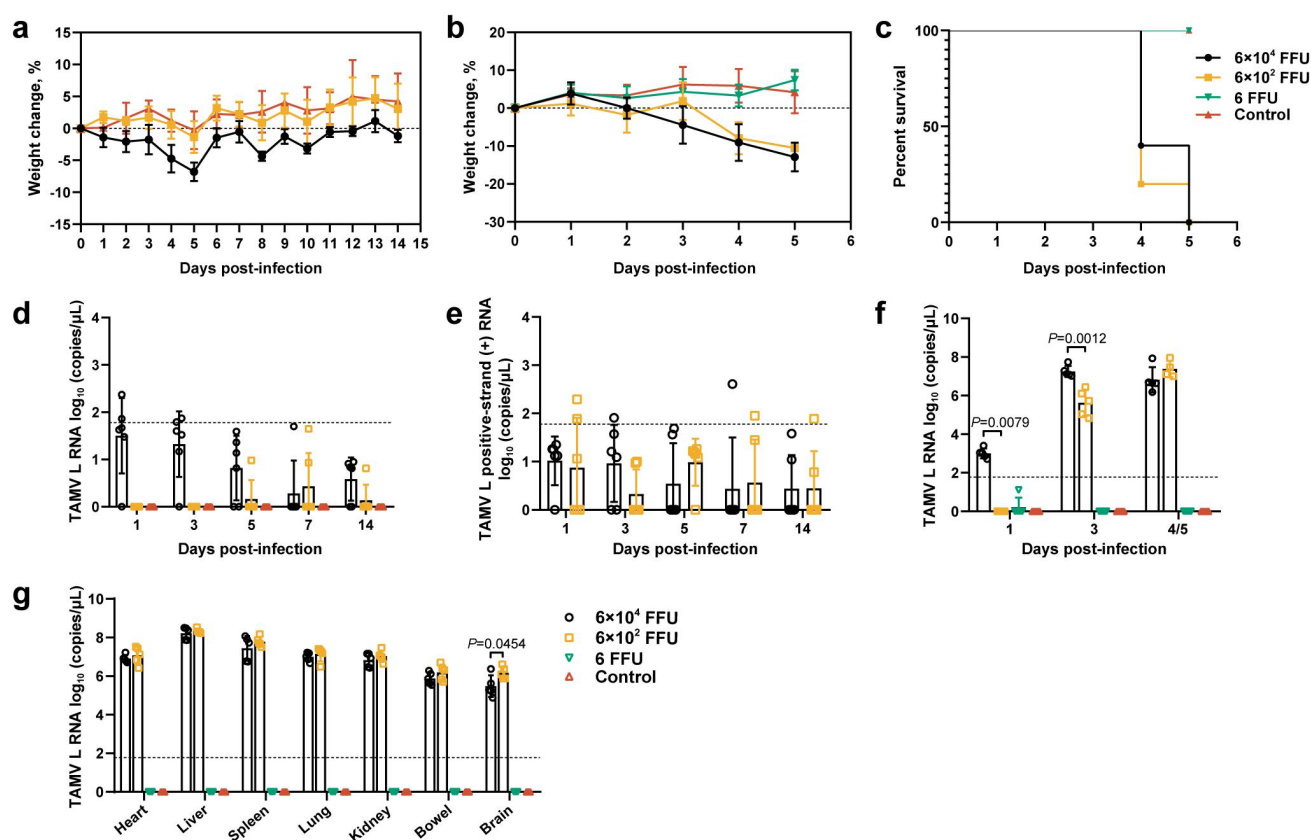 a
Weight change, %
15
10
5
0
-5
-10
-15
0 1 2 3 4 5 6 7 8 9 10 11 12 13 14 15
Days post-infection
b
Weight change, %
20
10
0
-10
-20
-30
0 1 2 3 4 5 6
Days post-infection
c
Percent survival
100
50
0
0 1 2 3 3 4 5 6
Days post-infection
6×10⁴ FFU
6×10² FFU
6 FFU
Control
d
TAMV L RNA log₁₀ (copies/μL)
4
3
2
1
0
1 3 5 7 14
Days post-infection
e
TAMV L positive-strand (+) RNA
log₁₀ (copies/μL)
4
3
2
1
0
1 3 5 7 14
Days post-infection
f
TAMV L RNA log₁₀ (copies/μL)
10
8
6
4
2
0
P=0.0079
P=0.0012
1 3 4/5
Days post-infection
g
TAMV L RNA log₁₀ (copies/μL)
10
8
6
4
2
0
P=0.0454
Heart Liver Spleen Lung Kidney Bowel Brain
6×10⁴ FFU
6×10² FFU
6 FFU
Control